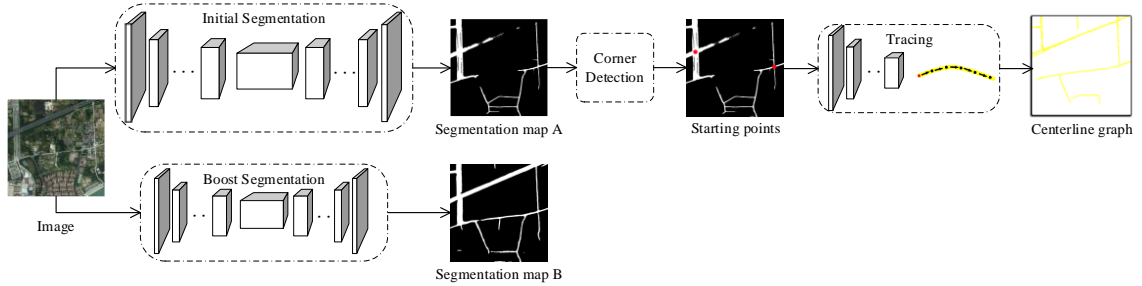 Initial Segmentation
Segmentation map A
Corner
Detection
Starting points
Tracing
Centerline graph
Image
Boost Segmentation
Segmentation map B